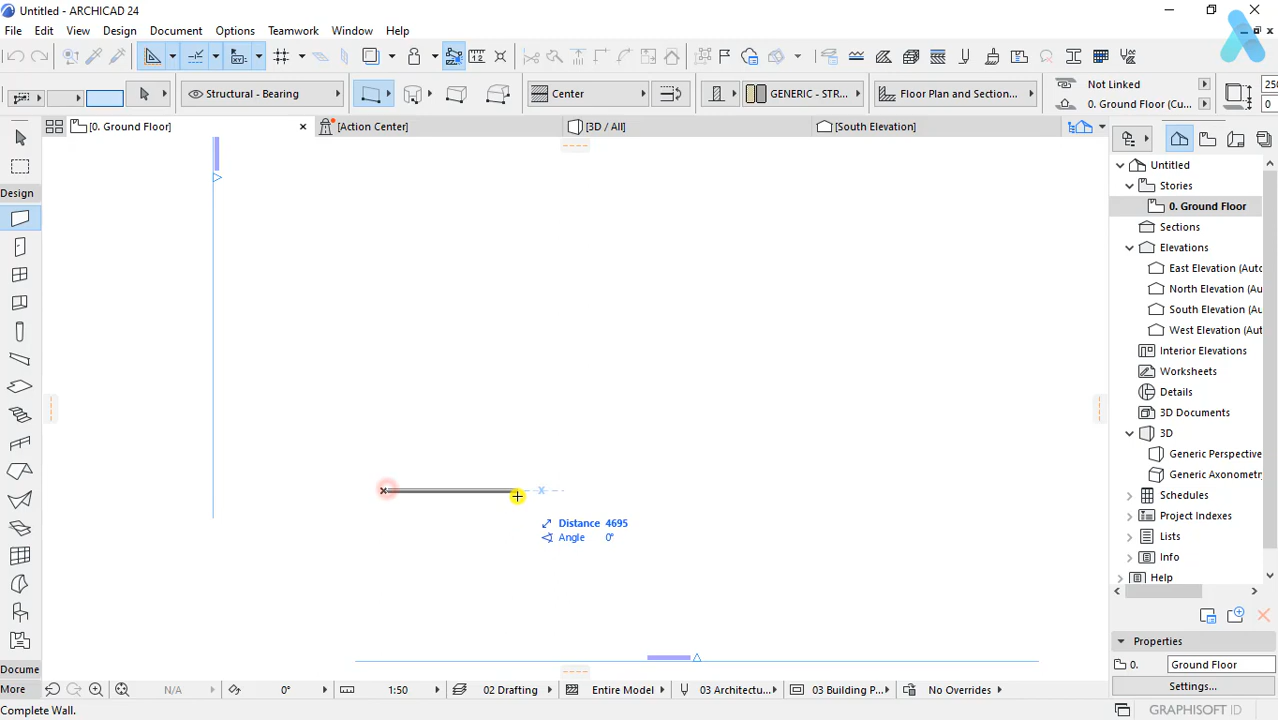 Untitled - ARCHICAD 24
File Edit View Design Document Options Teamwork Window Help
Structural - Bearing
Center
GENERIC - STR...
Floor Plan and Section...
Not Linked
0. Ground Floor (Cu...
250
0
[0. Ground Floor]
[Action Center]
[3D / All]
[South Elevation]
Design
Untitled
Stories
0. Ground Floor
Sections
Elevations
East Elevation (Auto
North Elevation (Au
South Elevation (Au
West Elevation (Aut
Interior Elevations
Worksheets
Details
3D Documents
3D
Generic Perspective
Generic Axonometr
Schedules
Project Indexes
Lists
Info
Help
Distance 4695
Angle 0°
Properties
0. Ground Floor
Settings...
Docume
More
N/A
0°
1:50
02 Drafting
Entire Model
03 Architectu...
03 Building P...
No Overrides
Complete Wall.
GRAPHISOFT ID